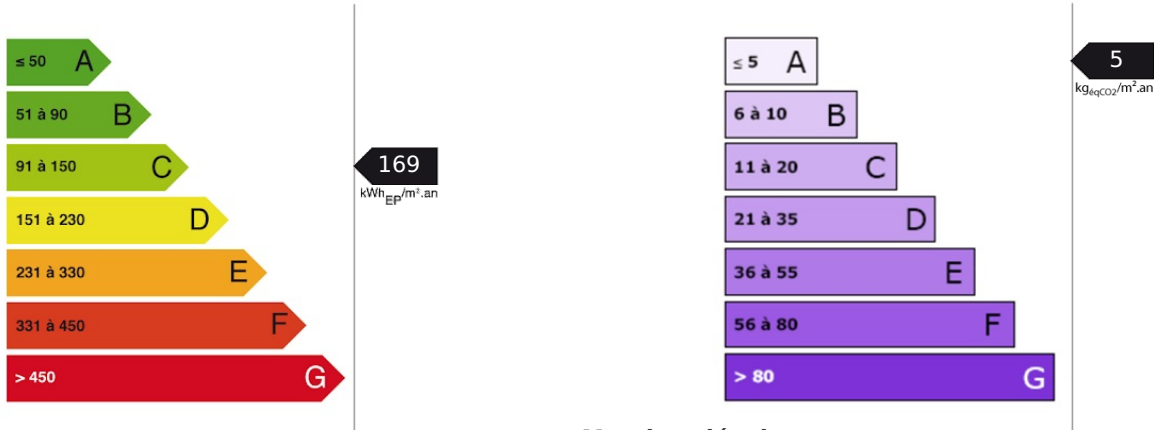 ≤ 50 A
51 à 90 B
91 à 150 C
151 à 230 D
231 à 330 E
331 à 450 F
> 450 G
169
kWhEP/m².an
≤ 5 A
6 à 10 B
11 à 20 C
21 à 35 D
36 à 55 E
56 à 80 F
> 80 G
5
kgéqCO2/m².an